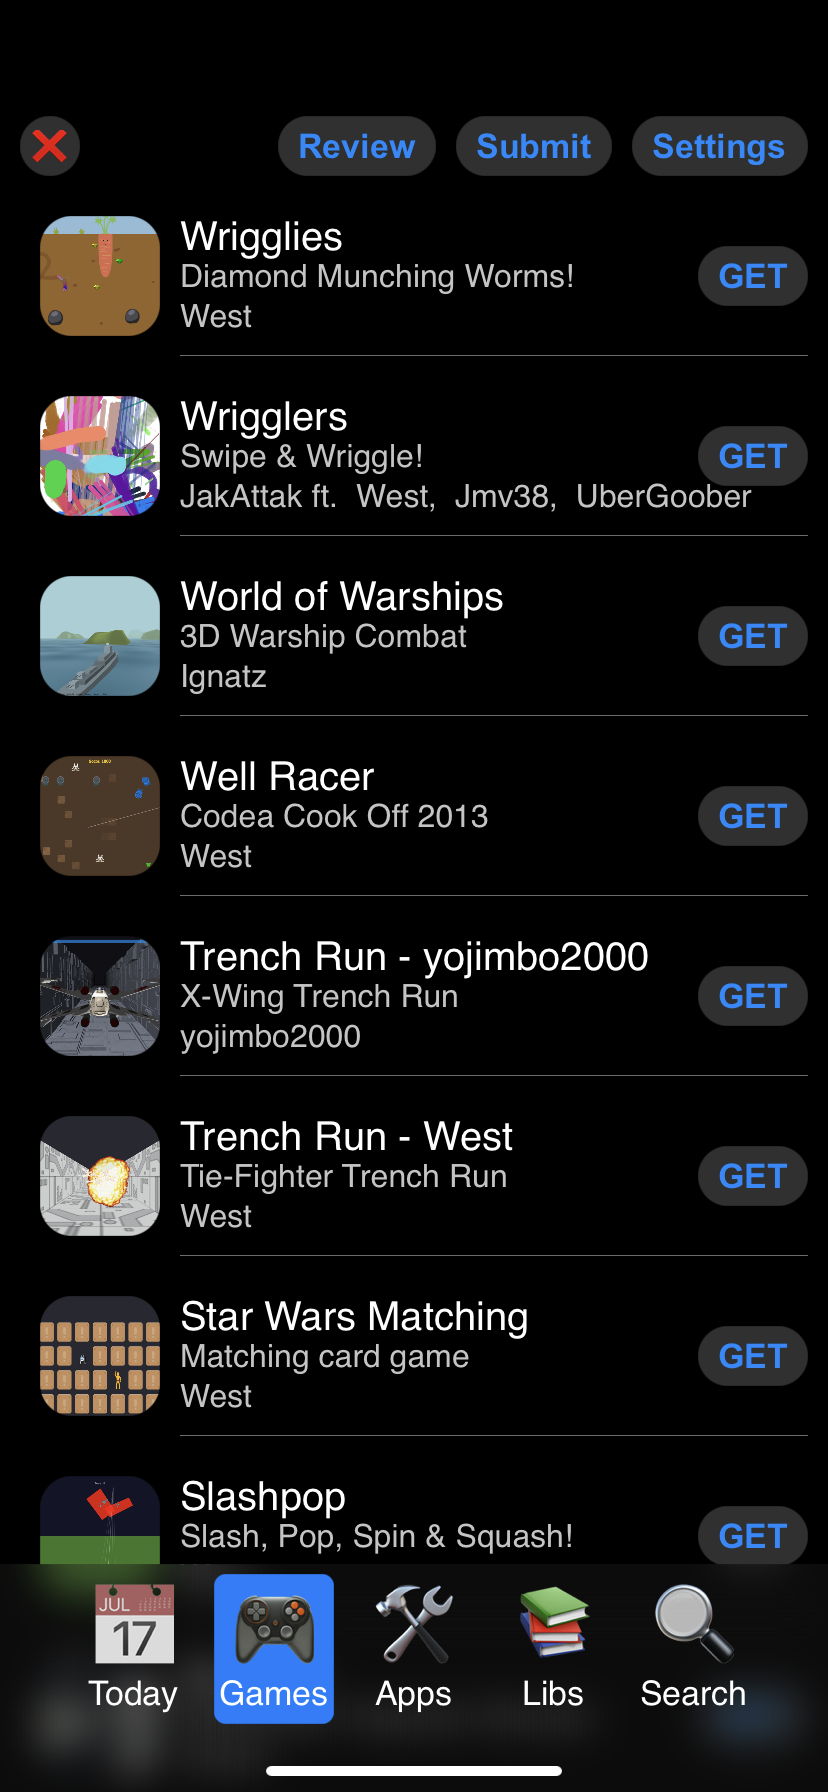 Review Submit Settings
Wrigglies
Diamond Munching Worms!
West
GET
Wrigglers
Swipe & Wriggle!
JakAttak ft.  West,  Jmv38,  UberGoober
GET
World of Warships
3D Warship Combat
Ignatz
GET
Well Racer
Codea Cook Off 2013
West
GET
Trench Run - yojimbo2000
X-Wing Trench Run
yojimbo2000
GET
Trench Run - West
Tie-Fighter Trench Run
West
GET
Star Wars Matching
Matching card game
West
GET
Slashpop
Slash, Pop, Spin & Squash!
GET
JUL
17
Today Games Apps Libs Search